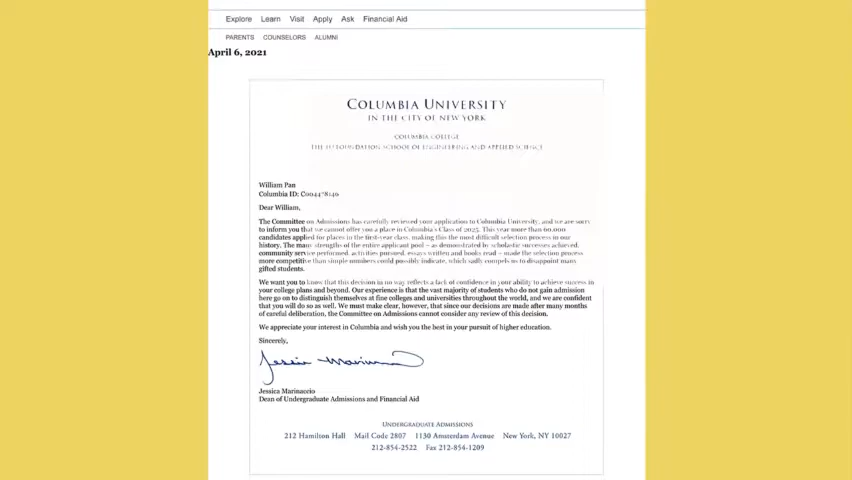 Explore Learn Visit Apply Ask Financial Aid
PARENTS COUNSELORS ALUMNI
April 6, 2021
COLUMBIA UNIVERSITY
IN THE CITY OF NEW YORK
COLUMBIA COLLEGE
THE FU FOUNDATION SCHOOL OF ENGINEERING AND APPLIED SCIENCE
William Pan
Columbia ID: C004478146
Dear William,
The Committee on Admissions has carefully reviewed your application to Columbia University, and we are sorry
to inform you that we cannot offer you a place in Columbia's Class of 2025. This year more than 60,000
candidates applied for places in the first-year class, making this the most difficult selection process in our
history. The many strengths of the entire applicant pool – as demonstrated by scholastic successes achieved,
community service performed, activities pursued, essays written and books read – made the selection process
more competitive than simple numbers could possibly indicate, which sadly compels us to disappoint many
gifted students.
We want you to know that this decision in no way reflects a lack of confidence in your ability to achieve success in
your college plans and beyond. Our experience is that the vast majority of students who do not gain admission
here go on to distinguish themselves at fine colleges and universities throughout the world, and we are confident
that you will do so as well. We must make clear, however, that since our decisions are made after many months
of careful deliberation, the Committee on Admissions cannot consider any review of this decision.
We appreciate your interest in Columbia and wish you the best in your pursuit of higher education.
Sincerely,
Jessica Marinaccio
Jessica Marinaccio
Dean of Undergraduate Admissions and Financial Aid
UNDERGRADUATE ADMISSIONS
212 Hamilton Hall Mail Code 2807 1130 Amsterdam Avenue New York, NY 10027
212-854-2522 Fax 212-854-1209